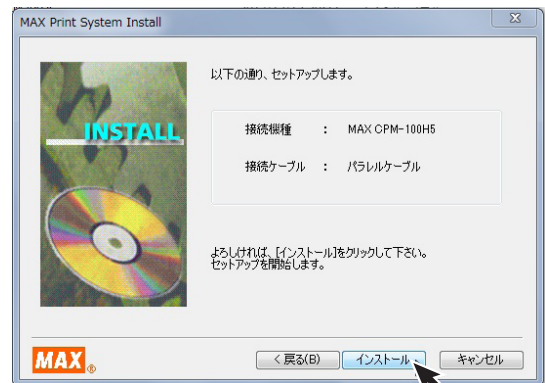 MAX Print System Install
以下の通り、セットアップします。
INSTALL
接続機種 : MAX CPM-100H5
接続ケーブル : パラレルケーブル
よろしければ、[インストール]をクリックして下さい。
セットアップを開始します。
MAX®
< 戻る(B) インストール キャンセル